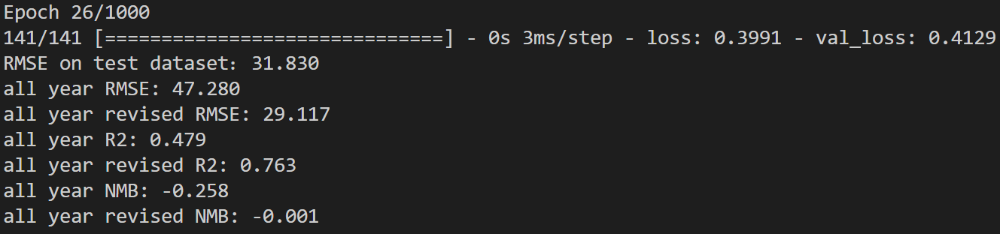 Epoch 26/1000
141/141 [==============================] - 0s 3ms/step - loss: 0.3991 - val_loss: 0.4129
RMSE on test dataset: 31.830
all year RMSE: 47.280
all year revised RMSE: 29.117
all year R2: 0.479
all year revised R2: 0.763
all year NMB: -0.258
all year revised NMB: -0.001